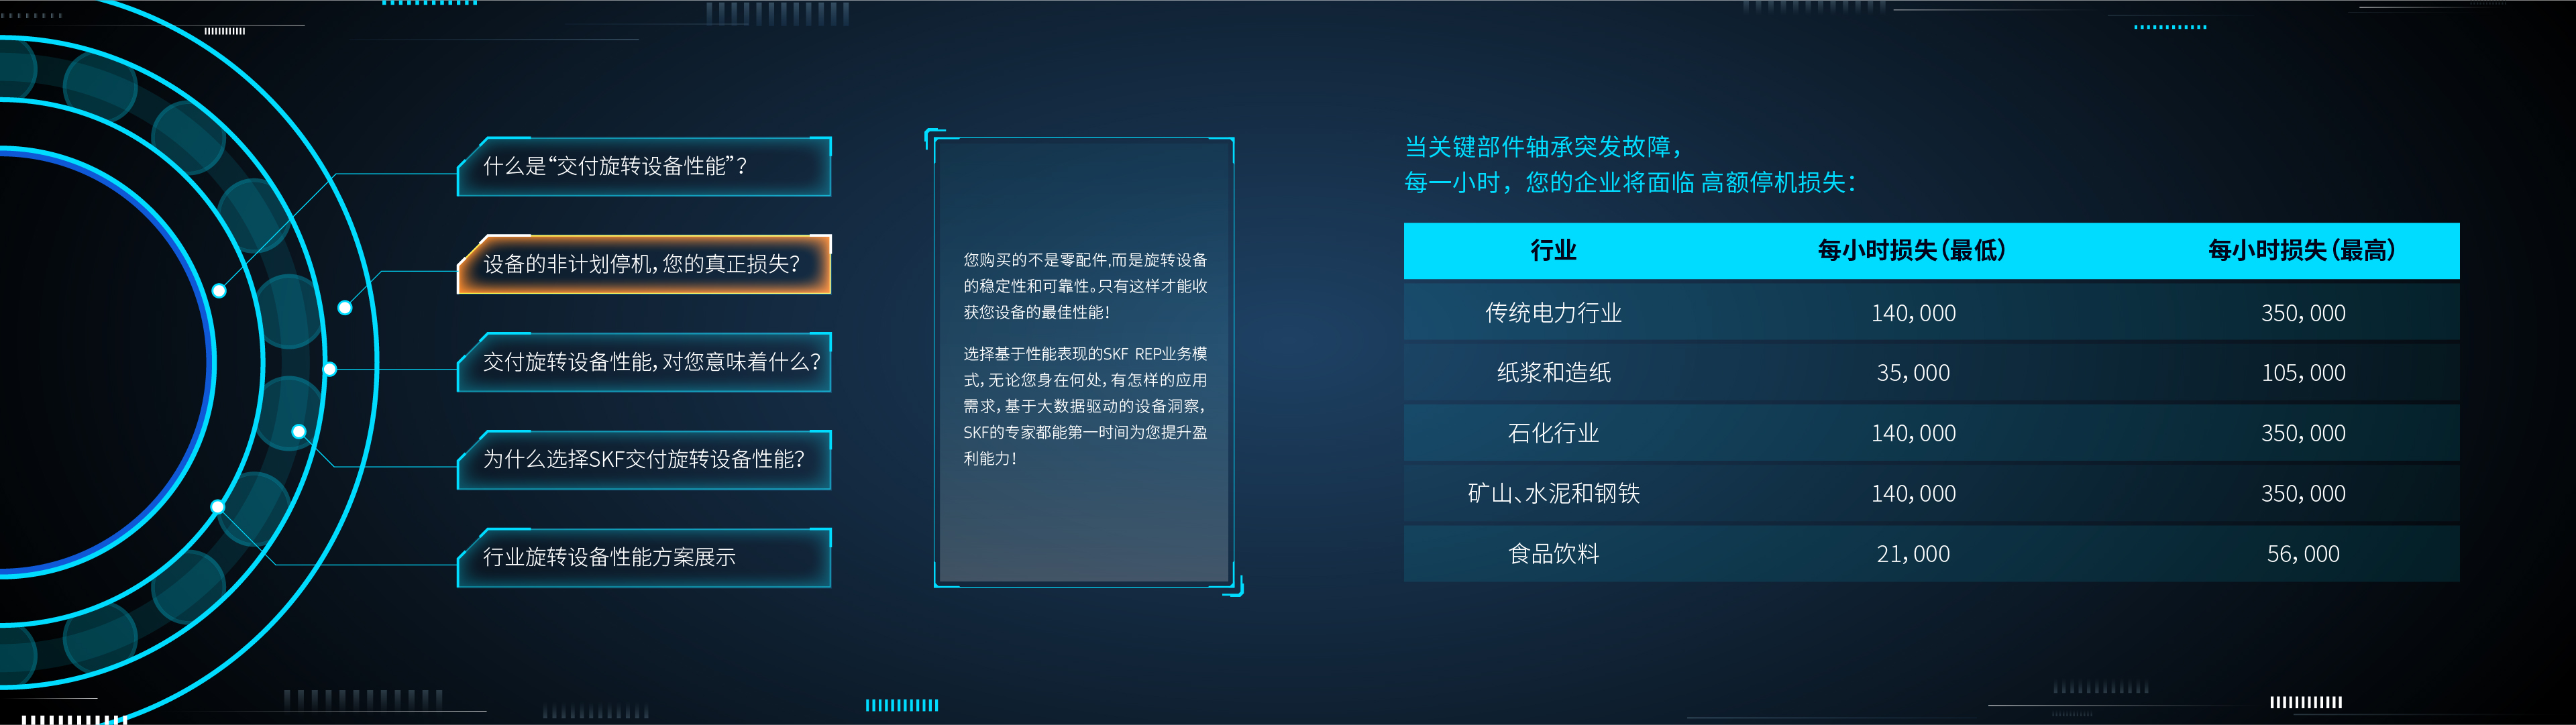 什么是“交付旋转设备性能”？
设备的非计划停机，您的真正损失？
交付旋转设备性能，对您意味着什么？
为什么选择SKF交付旋转设备性能？
行业旋转设备性能方案展示
您购买的不是零配件,而是旋转设备
的稳定性和可靠性。只有这样才能收
获您设备的最佳性能！
选择基于性能表现的SKF REP业务模
式，无论您身在何处，有怎样的应用
需求，基于大数据驱动的设备洞察，
SKF的专家都能第一时间为您提升盈
利能力！
当关键部件轴承突发故障，
每一小时，您的企业将面临 高额停机损失：
行业 每小时损失（最低） 每小时损失（最高）
传统电力行业 140，000 350，000
纸浆和造纸 35，000 105，000
石化行业 140，000 350，000
矿山、水泥和钢铁 140，000 350，000
食品饮料 21，000 56，000